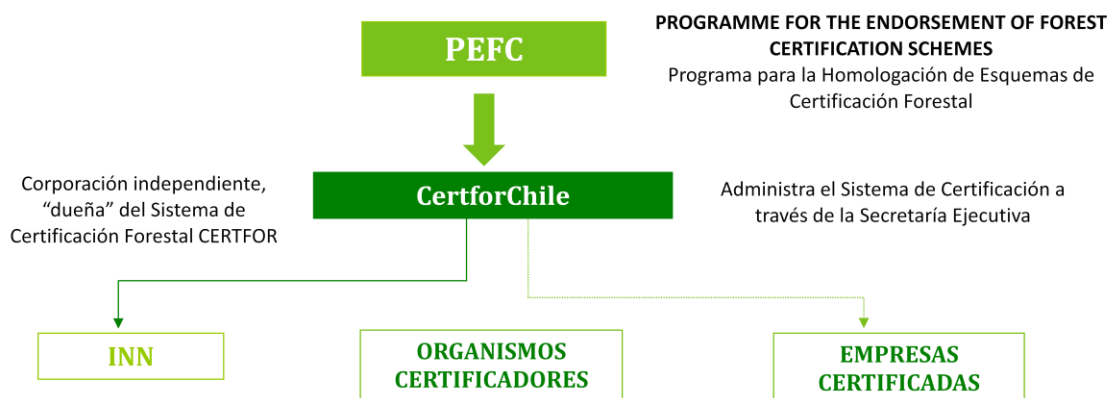 PEFC
PROGRAMME FOR THE ENDORSEMENT OF FOREST
CERTIFICATION SCHEMES
Programa para la Homologación de Esquemas de
Certificación Forestal
Corporación independiente,
“dueña” del Sistema de
Certificación Forestal CERTFOR
CertforChile
Administra el Sistema de Certificación a
través de la Secretaría Ejecutiva
INN
ORGANISMOS
CERTIFICADORES
EMPRESAS
CERTIFICADAS